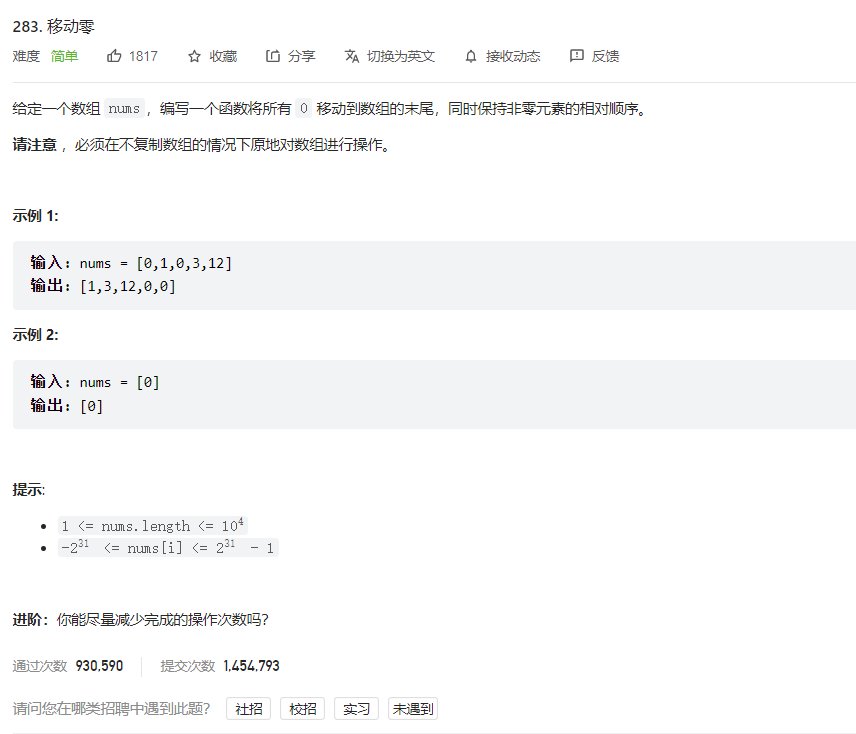 283. 移动零
难度 简单 1817 收藏 分享 切换为英文 接收动态 反馈
给定一个数组 nums，编写一个函数将所有 0 移动到数组的末尾，同时保持非零元素的相对顺序。
请注意 ，必须在不复制数组的情况下原地对数组进行操作。
示例 1:
输入: nums = [0,1,0,3,12]
输出: [1,3,12,0,0]
示例 2:
输入: nums = [0]
输出: [0]
提示:
• 1 <= nums.length <= 10⁴
• -2³¹ <= nums[i] <= 2³¹ - 1
进阶：你能尽量减少完成的操作次数吗？
通过次数 930,590 提交次数 1,454,793
请问您在哪类招聘中遇到此题？ 社招 校招 实习 未遇到